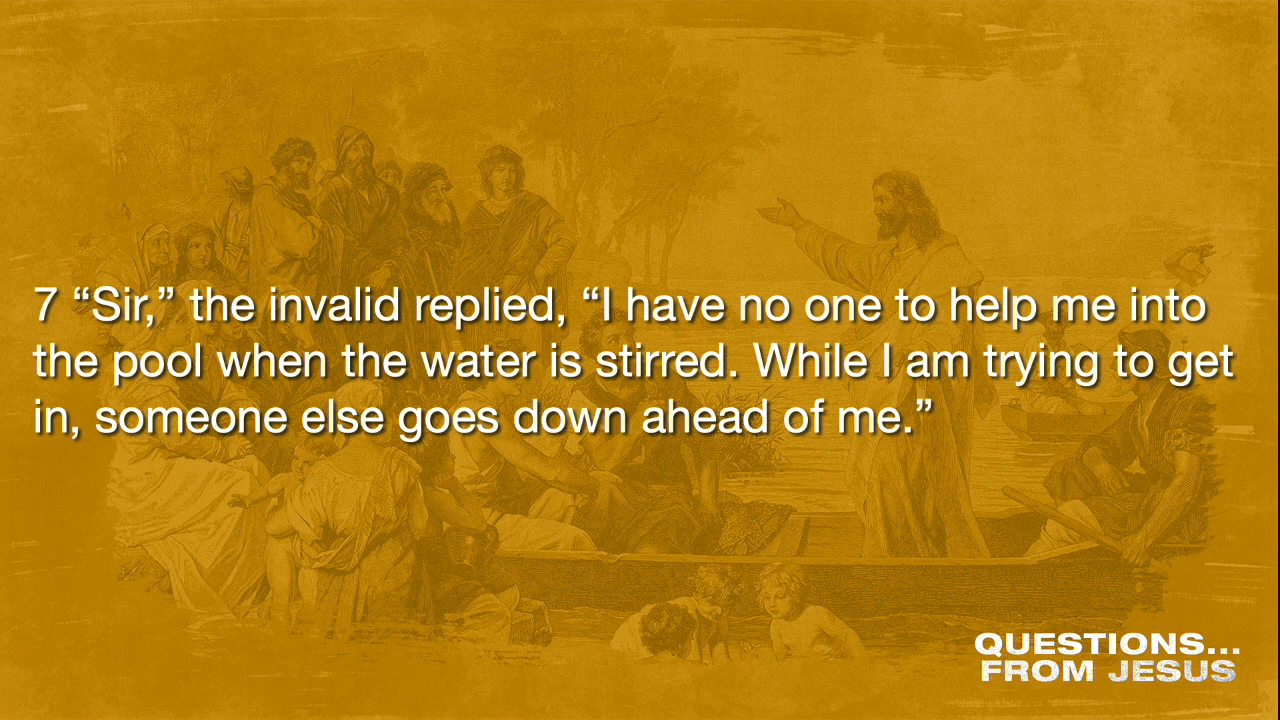 7 “Sir,” the invalid replied, “I have no one to help me into
the pool when the water is stirred. While I am trying to get
in, someone else goes down ahead of me.”
QUESTIONS...
FROM JESUS